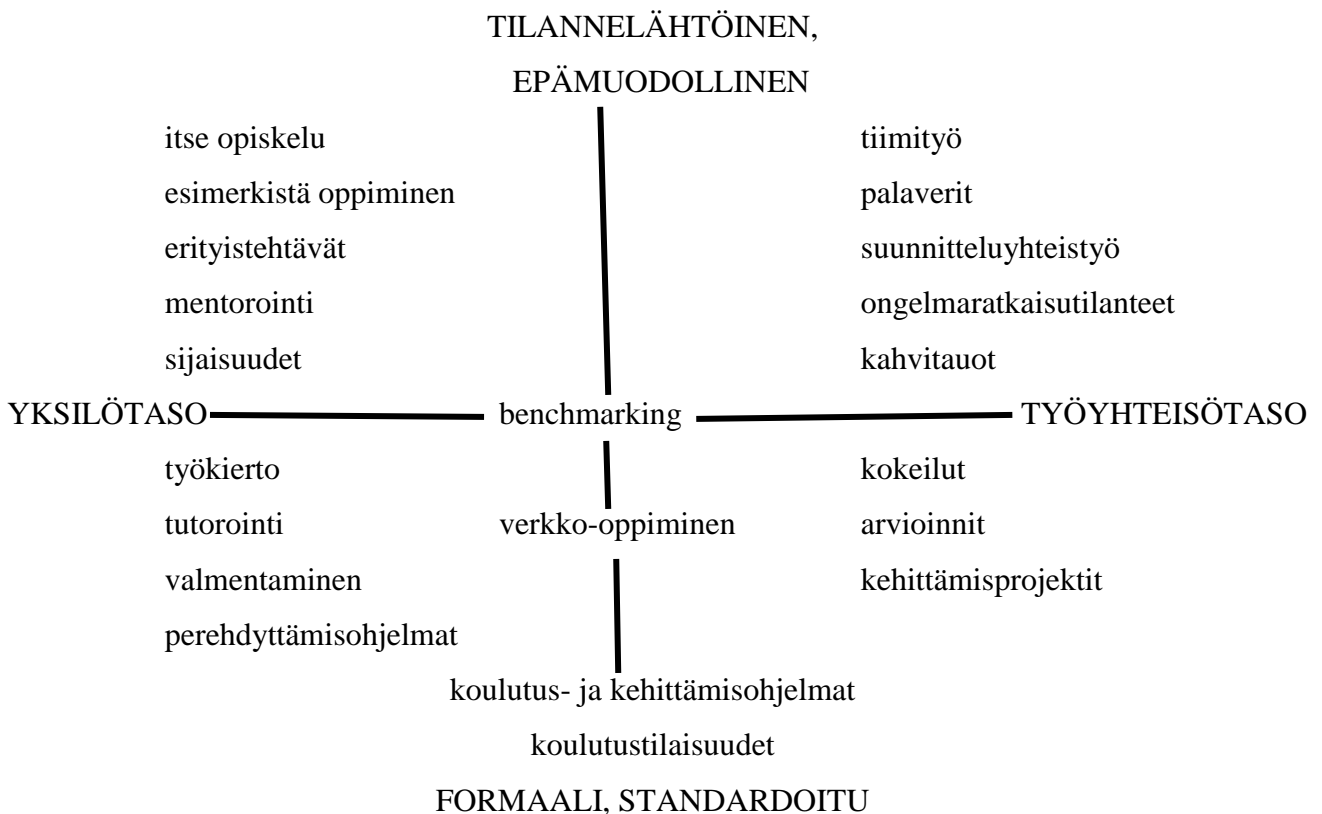 TILANNELÄHTÖINEN,
EPÄMUODOLLINEN
itse opiskelu
tiimityö
esimerkistä oppiminen
palaverit
erityistehtävät
suunnitteluyhteistyö
mentorointi
ongelmaratkaisutilanteet
sijaisuudet
kahvitauot
YKSILÖTASO
benchmarking
TYÖYHTEISÖTASO
työkierto
kokeilut
tutorointi
verkko-oppiminen
arvioinnit
valmentaminen
kehittämisprojektit
perehdyttämisohjelmat
koulutus- ja kehittämisohjelmat
koulutustilaisuudet
FORMAALI, STANDARDOITU